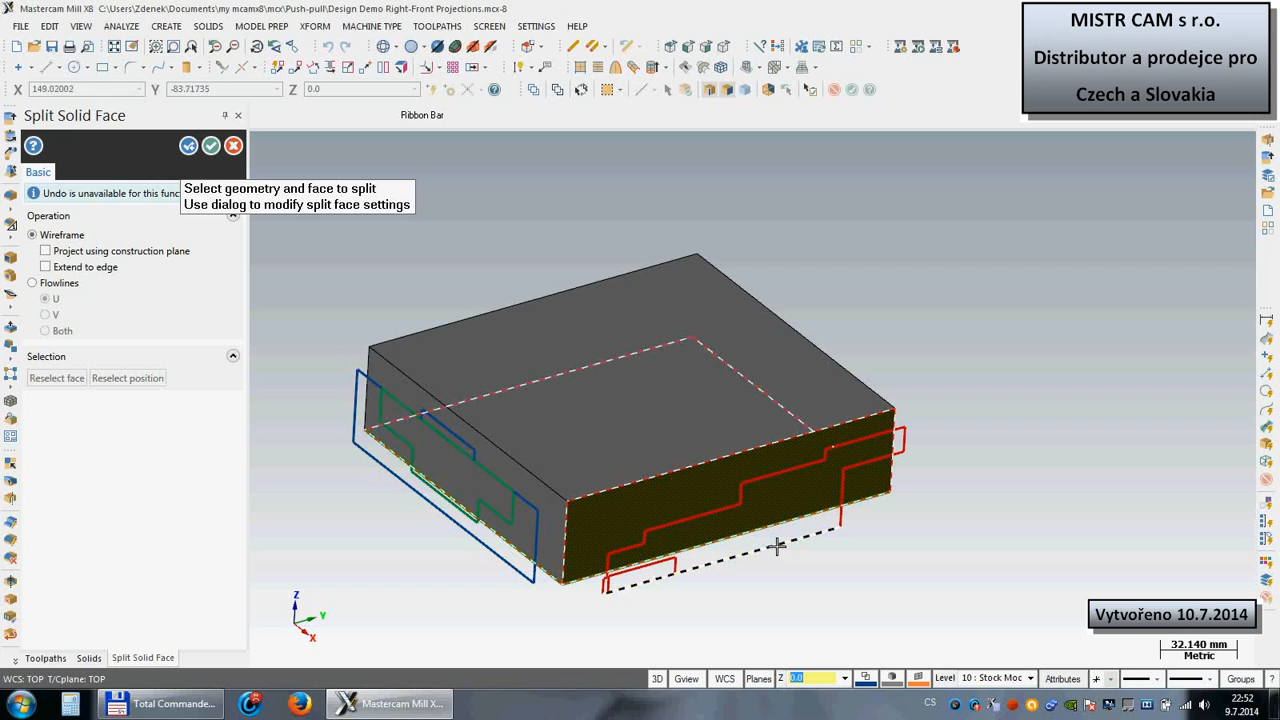 Mastercam Mill X8 C:\Users\Zdenek\Documents\my mcamx8\mcx\Push-pull\Design Demo Right-Front Projections.mcx-8
FILE EDIT VIEW ANALYZE CREATE SOLIDS MODEL PREP XFORM MACHINE TYPE TOOLPATHS SCREEN SETTINGS HELP
MISTR CAM s r.o.
Distributor a prodejce pro
Czech a Slovakia
X 149.02002 Y -83.71735 Z 0.0
Split Solid Face
Ribbon Bar
Basic
Undo is unavailable for this func
Select geometry and face to split
Use dialog to modify split face settings
Operation
Wireframe
Project using construction plane
Extend to edge
Flowlines
U
V
Both
Selection
Reselect face Reselect position
Z
Y
X
Vytvořeno 10.7.2014
32.140 mm
Metric
Toolpaths Solids Split Solid Face
WCS: TOP T/Cplane: TOP 3D Gview WCS Planes Z 0.0 Level 10 : Stock Moc Attributes Groups ?
Total Commande... Mastercam Mill X... CS 22:52
9.7.2014